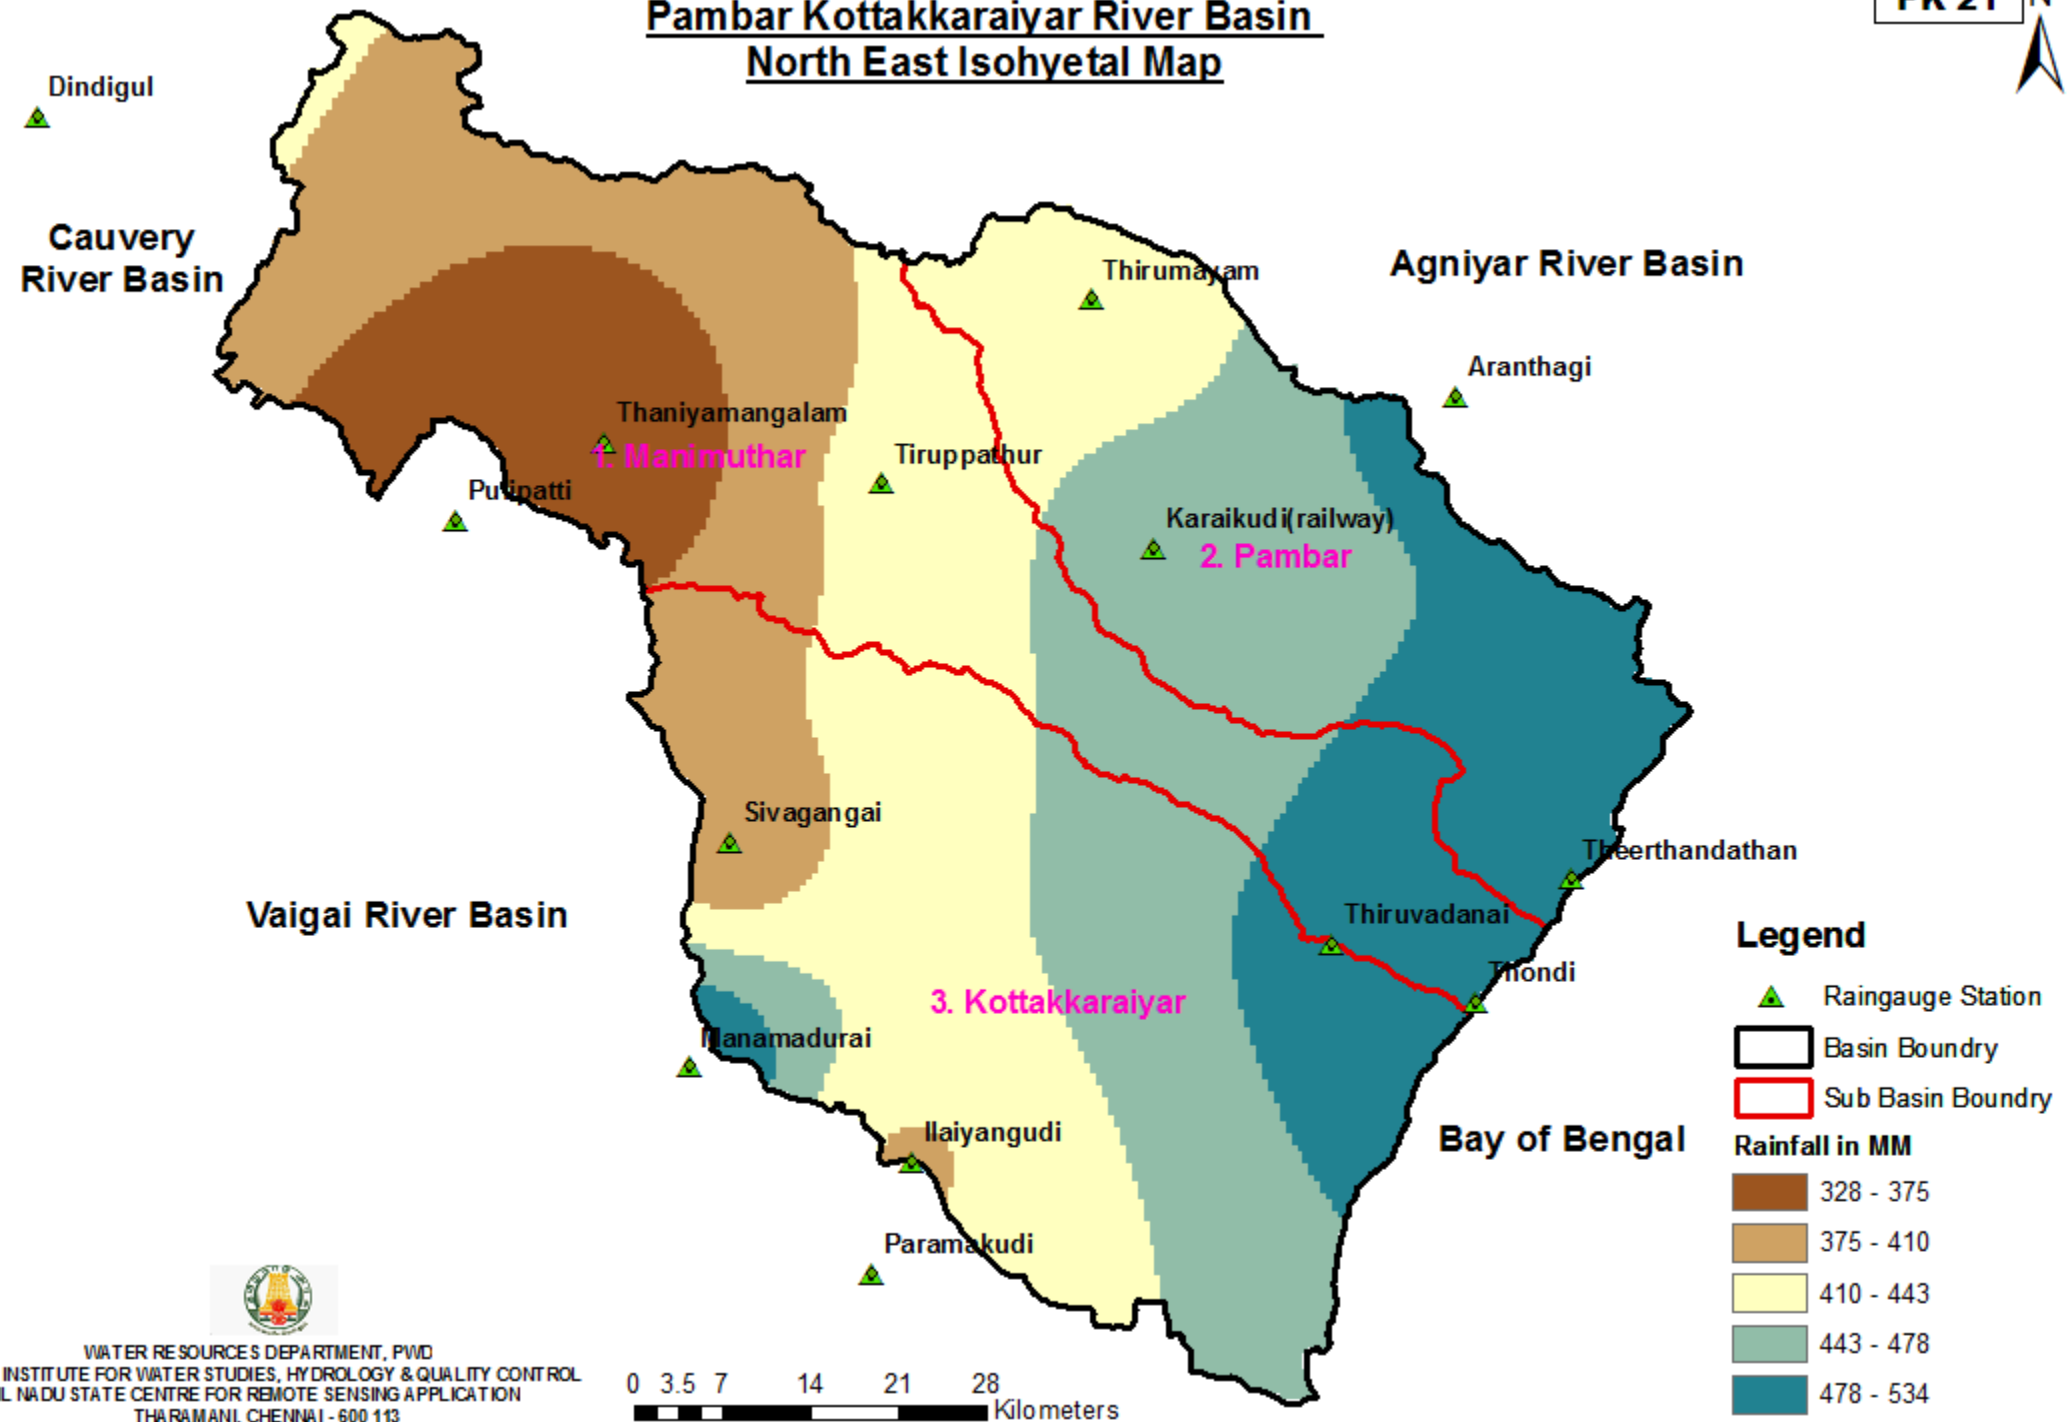 Pambar Kottakkaraiyar River Basin
North East Isohyetal Map
N
Dindigul
Cauvery
River Basin
Agniyar River Basin
Thirumayam
Aranthagi
Thaniyamangalam
1. Manimuthar
Tiruppathur
Pulipatti
Karaikudi(railway)
2. Pambar
Sivagangai
Theerthandathan
Vaigai River Basin
Thiruvadanai
Thondi
3. Kottakkaraiyar
Manamadurai
Ilaiyangudi
Bay of Bengal
Paramakudi
Legend
Raingauge Station
Basin Boundry
Sub Basin Boundry
Rainfall in MM
328 - 375
375 - 410
410 - 443
443 - 478
478 - 534
WATER RESOURCES DEPARTMENT, PWD
INSTITUTE FOR WATER STUDIES, HYDROLOGY & QUALITY CONTROL
L NADU STATE CENTRE FOR REMOTE SENSING APPLICATION
THARAMANI, CHENNAI - 600 113
0 3.5 7 14 21 28
Kilometers